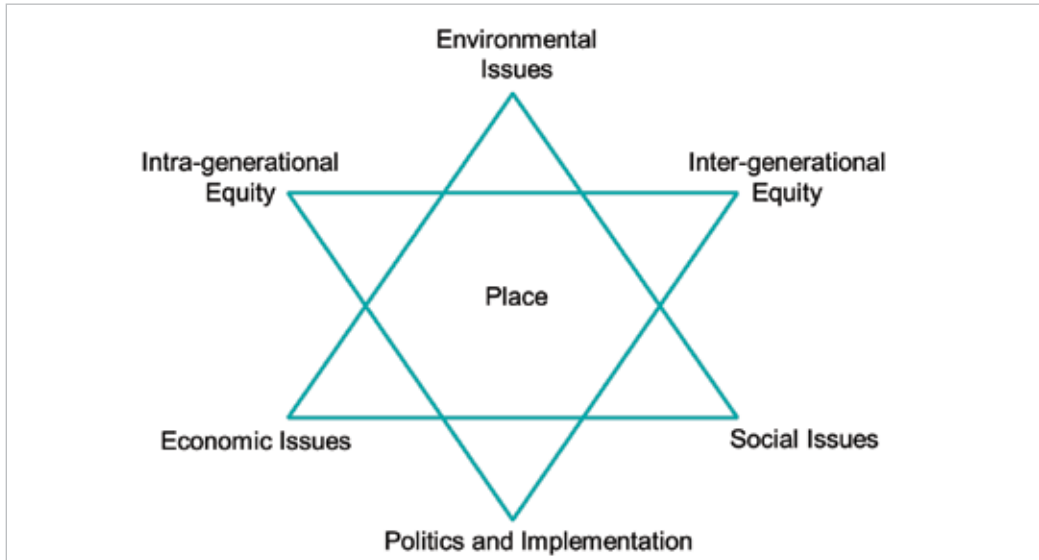 Environmental
Issues
Intra-generational
Equity
Inter-generational
Equity
Place
Economic Issues
Social Issues
Politics and Implementation